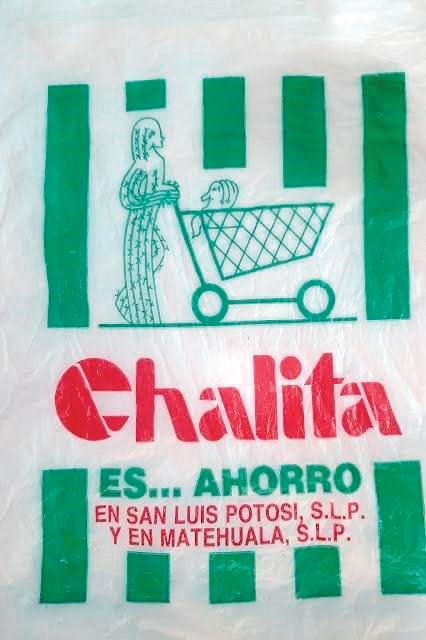 Chalita
ES... AHORRO
EN SAN LUIS POTOSI, S.L.P.
Y EN MATEHUALA, S.L.P.